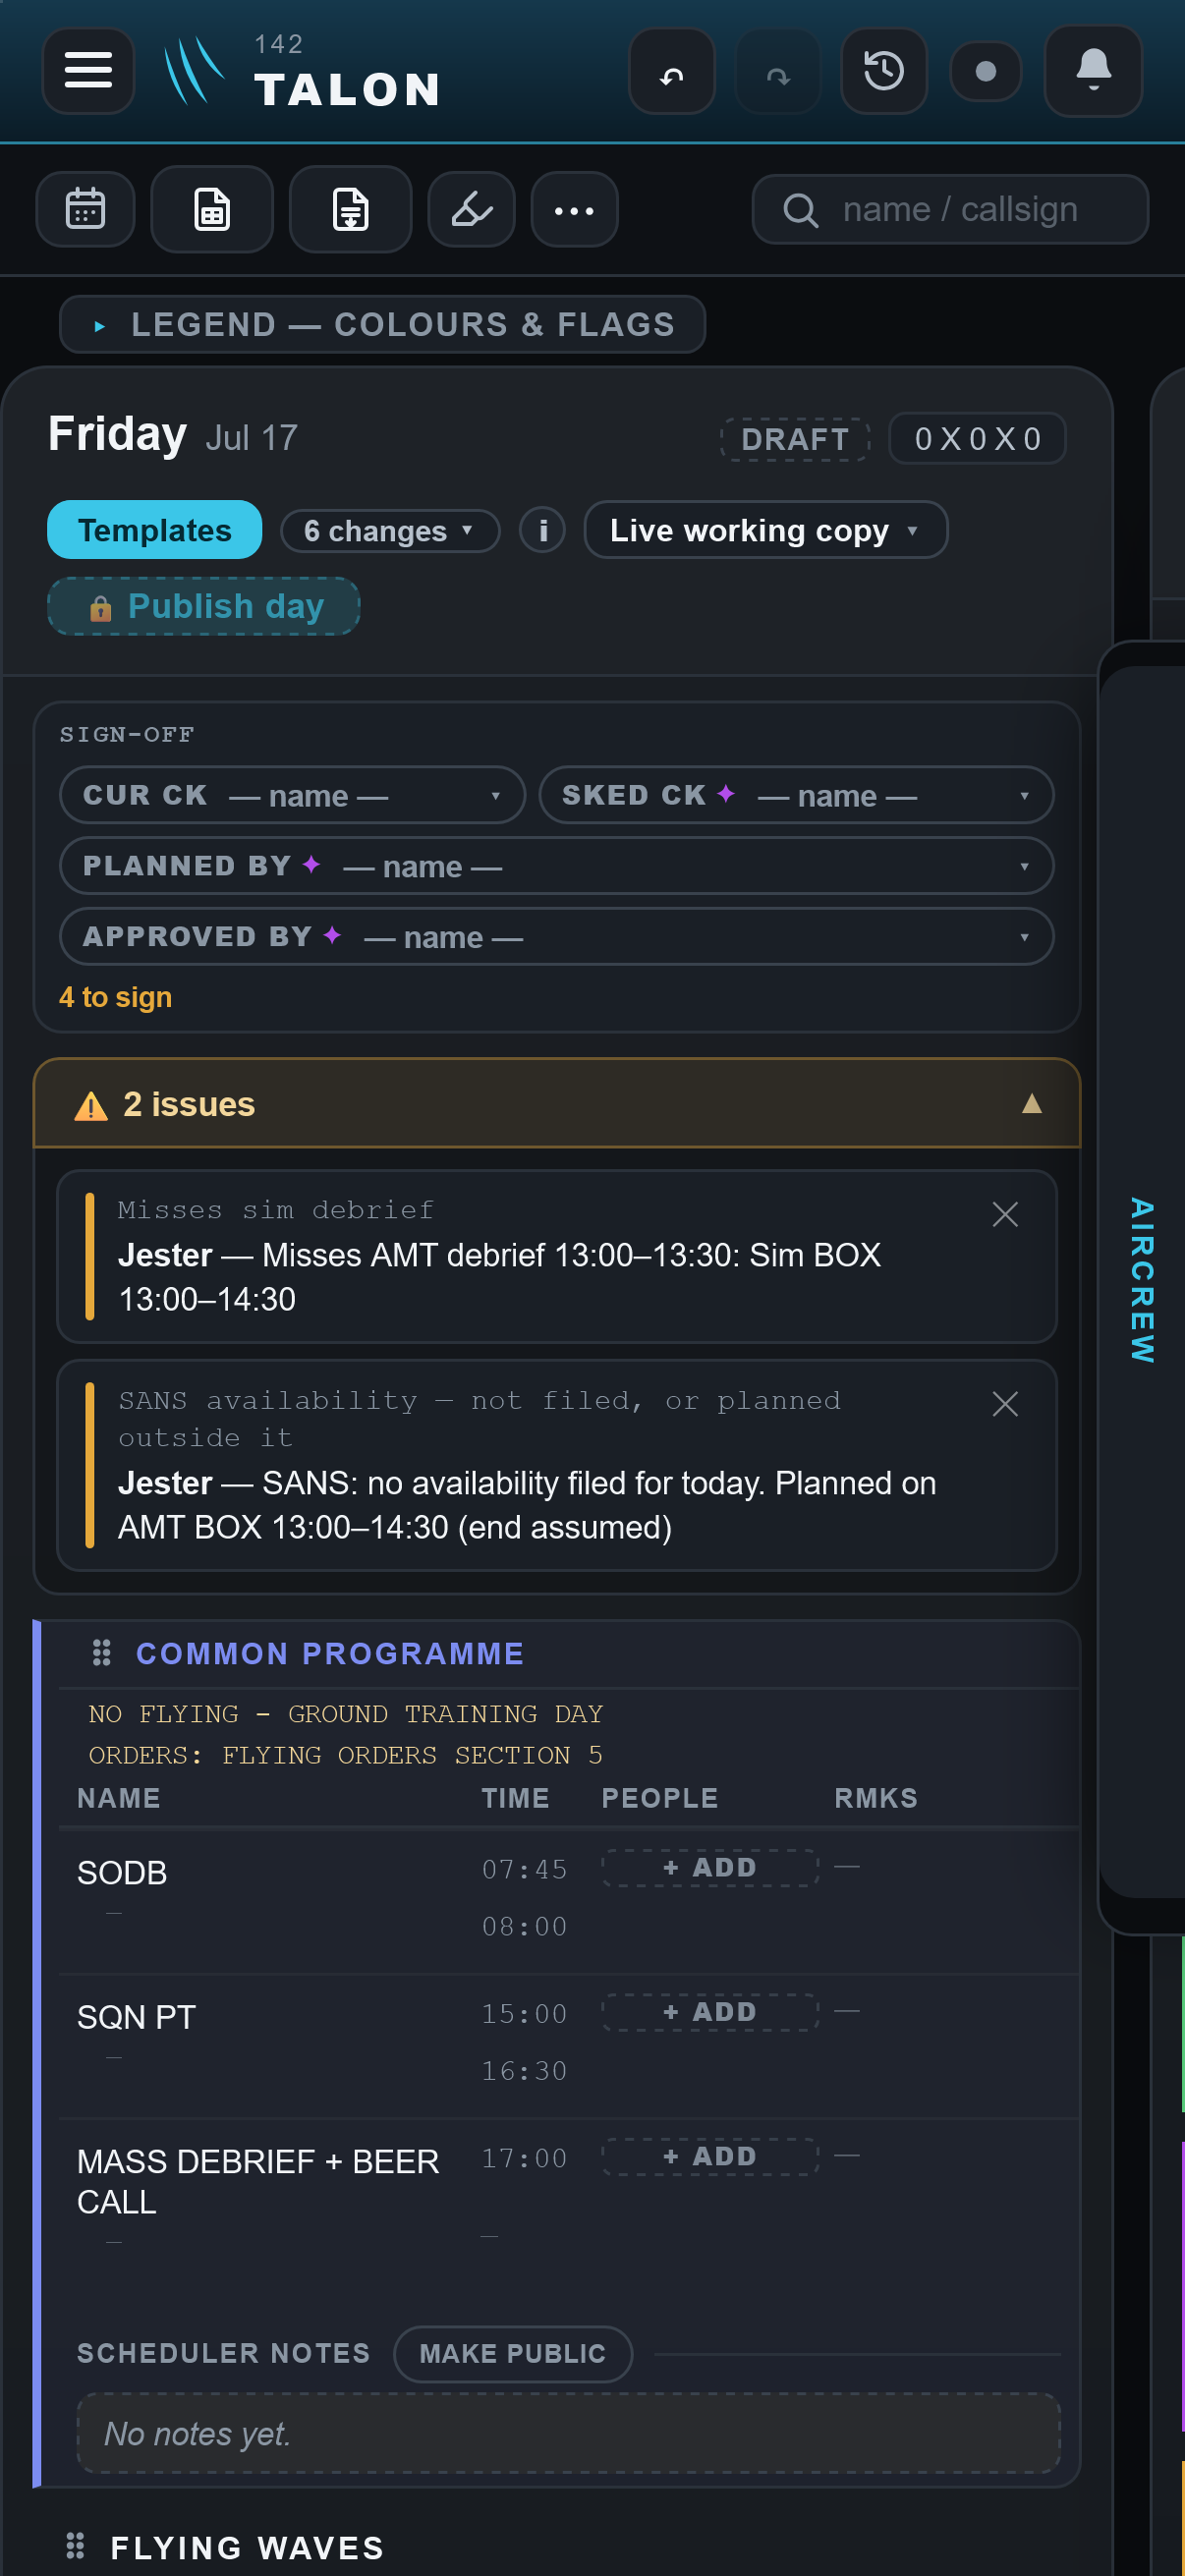 142
TALON
name / callsign
LEGEND — COLOURS & FLAGS
Friday Jul 17 DRAFT 0 X 0 X 0
Templates 6 changes i Live working copy
Publish day
SIGN-OFF
CUR CK — name — SKED CK — name —
PLANNED BY — name —
APPROVED BY — name —
4 to sign
2 issues
Misses sim debrief
Jester — Misses AMT debrief 13:00–13:30: Sim BOX
13:00–14:30
SANS availability — not filed, or planned
outside it
Jester — SANS: no availability filed for today. Planned on
AMT BOX 13:00–14:30 (end assumed)
AIRCREW
COMMON PROGRAMME
NO FLYING - GROUND TRAINING DAY
ORDERS: FLYING ORDERS SECTION 5
NAME TIME PEOPLE RMKS
SODB 07:45 + ADD —
— 08:00
SQN PT 15:00 + ADD —
— 16:30
MASS DEBRIEF + BEER 17:00 + ADD —
CALL
— —
SCHEDULER NOTES MAKE PUBLIC
No notes yet.
FLYING WAVES